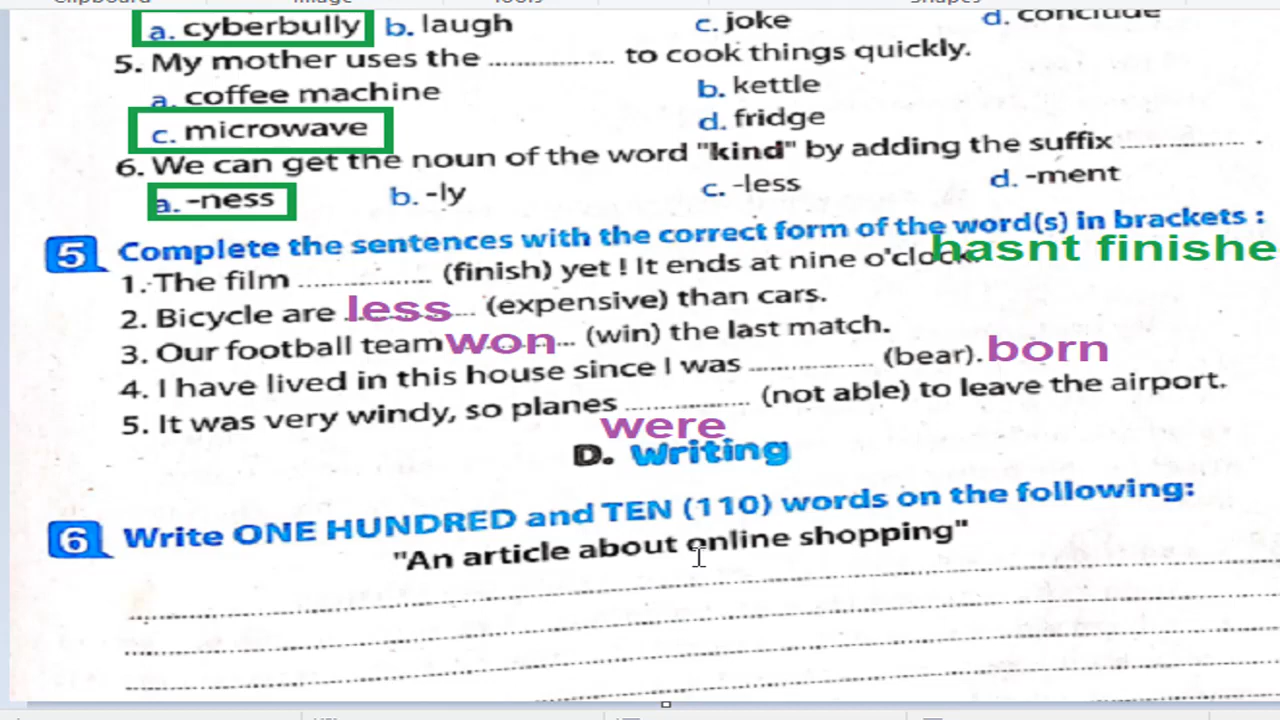 Clipboard Image Tools Shapes
a. cyberbully b. laugh c. joke d. conclude
5. My mother uses the .................. to cook things quickly.
a. coffee machine b. kettle
c. microwave d. fridge
6. We can get the noun of the word "kind" by adding the suffix .................. .
a. -ness b. -ly c. -less d. -ment
5 Complete the sentences with the correct form of the word(s) in brackets :
1. The film .................. (finish) yet ! It ends at nine o'clock. hasnt finishe
2. Bicycle are less (expensive) than cars.
3. Our football team won (win) the last match.
4. I have lived in this house since I was .................. (bear). born
5. It was very windy, so planes .................. (not able) to leave the airport.
were
D. Writing
6 Write ONE HUNDRED and TEN (110) words on the following:
"An article about online shopping"